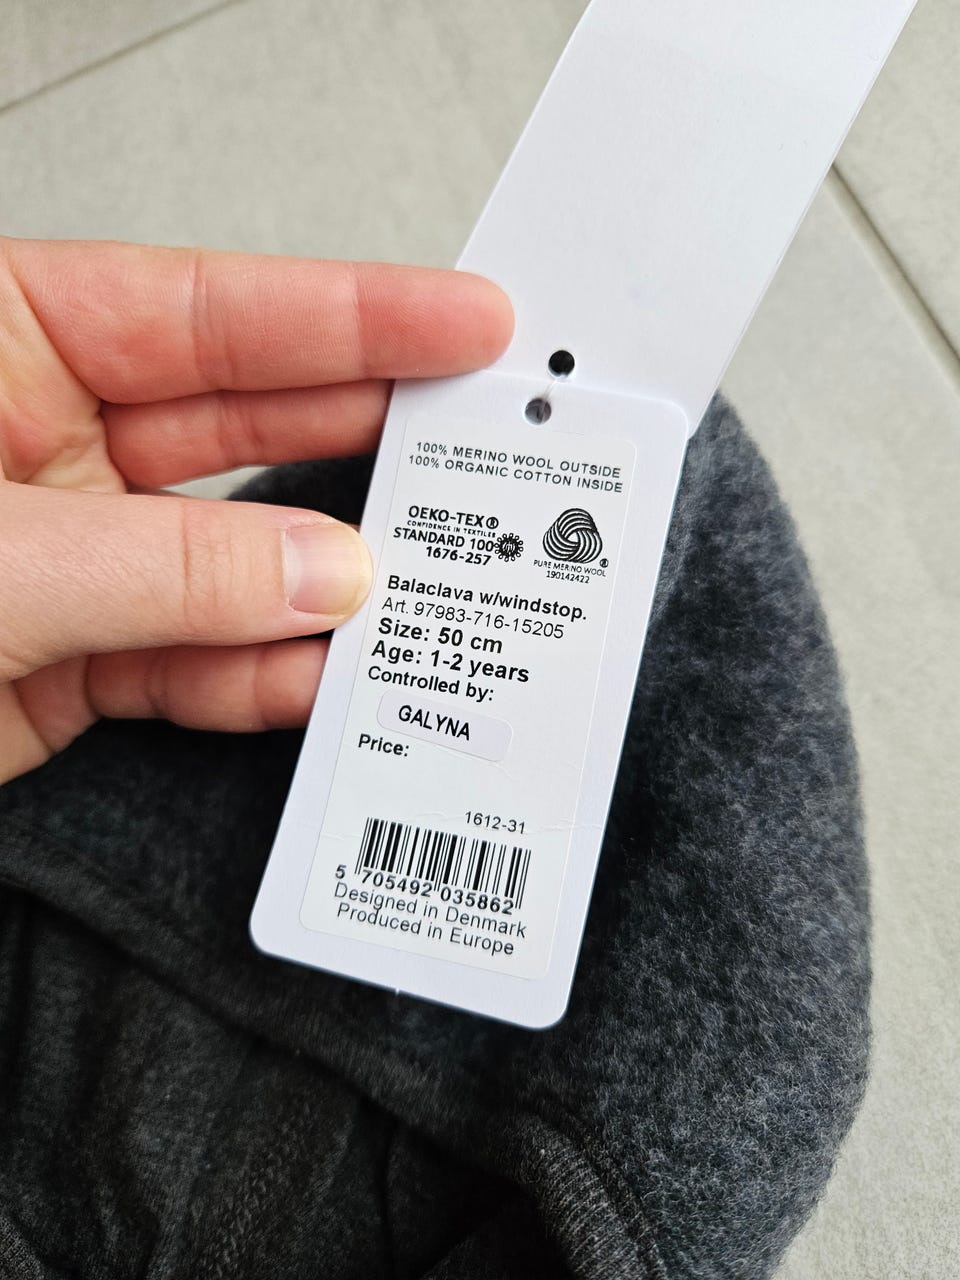 100% MERINO WOOL OUTSIDE
100% ORGANIC COTTON INSIDE
OEKO-TEX®
CONFIDENCE IN TEXTILES
STANDARD 100
1676-257
PURE MERINO WOOL
®
190142422
Balaclava w/windstop.
Art. 97983-716-15205
Size: 50 cm
Age: 1-2 years
Controlled by:
GALYNA
Price:
1612-31
5 705492 035862
Designed in Denmark
Produced in Europe